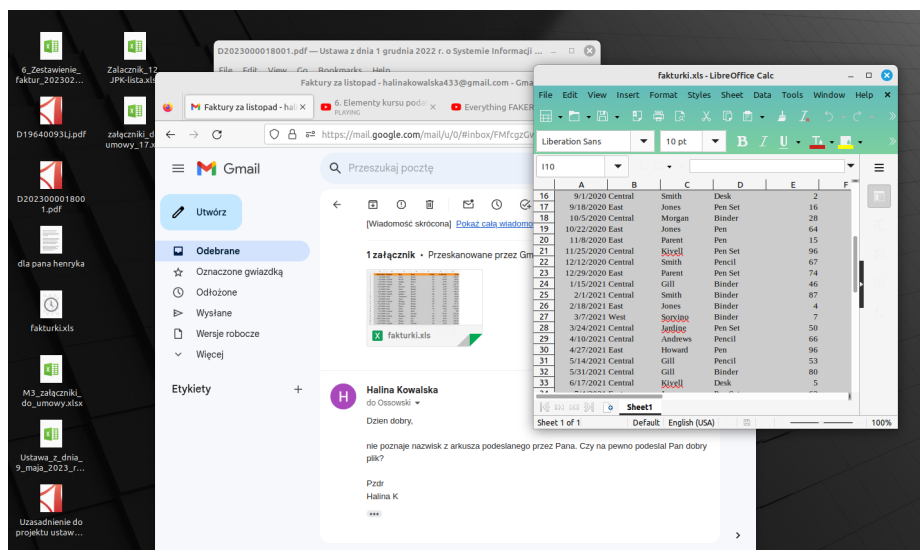 6_Zestawienie_
faktur_202302...
Zalacznik_12
JPK-lista.xls
D19640093Lj.pdf
załączniki_d
umowy_17.x
D202300001800
1.pdf
dla pana henryka
fakturki.xls
M3_załączniki_
do_umowy.xlsx
Ustawa_z_dnia_
9_maja_2023_r...
Uzasadnienie do
projektu ustaw...
D2023000018001.pdf — Ustawa z dnia 1 grudnia 2022 r. o Systemie Informacji ...
File Edit View Go Bookmarks Help
Faktury za listopad - halinakowalska433@gmail.com - Gma
Faktury za listopad - hali
6. Elementy kursu poda
PLAYING
Everything FAKER
https://mail.google.com/mail/u/0/#inbox/FMfcgzGv
Gmail
Przeszukaj pocztę
Utwórz
Odebrane
Oznaczone gwiazdką
Odłożone
Wysłane
Wersje robocze
Więcej
Etykiety +
[Wiadomość skrócona] Pokaż całą wiadomo
1 załącznik • Przeskanowane przez Gm
fakturki.xls
Halina Kowalska
do Ossowski
Dzien dobry,
nie poznaje nazwisk z arkusza podeslanego przez Pana. Czy na pewno podeslal Pan dobry
plik?
Pzdr
Halina K
fakturki.xls - LibreOffice Calc
File Edit View Insert Format Styles Sheet Data Tools Window Help
Liberation Sans 10 pt
I10
A B C D E F
16 9/1/2020 Central Smith Desk 2
17 9/18/2020 East Jones Pen Set 16
18 10/5/2020 Central Morgan Binder 28
19 10/22/2020 East Jones Pen 64
20 11/8/2020 East Parent Pen 15
21 11/25/2020 Central Kivell Pen Set 96
22 12/12/2020 Central Smith Pencil 67
23 12/29/2020 East Parent Pen Set 74
24 1/15/2021 Central Gill Binder 46
25 2/1/2021 Central Smith Binder 87
26 2/18/2021 East Jones Binder 4
27 3/7/2021 West Sorvino Binder 7
28 3/24/2021 Central Jardine Pen Set 50
29 4/10/2021 Central Andrews Pencil 66
30 4/27/2021 East Howard Pen 96
31 5/14/2021 Central Gill Pencil 53
32 5/31/2021 Central Gill Binder 80
33 6/17/2021 Central Kivell Desk 5
Sheet1
Sheet 1 of 1 Default English (USA) 100%